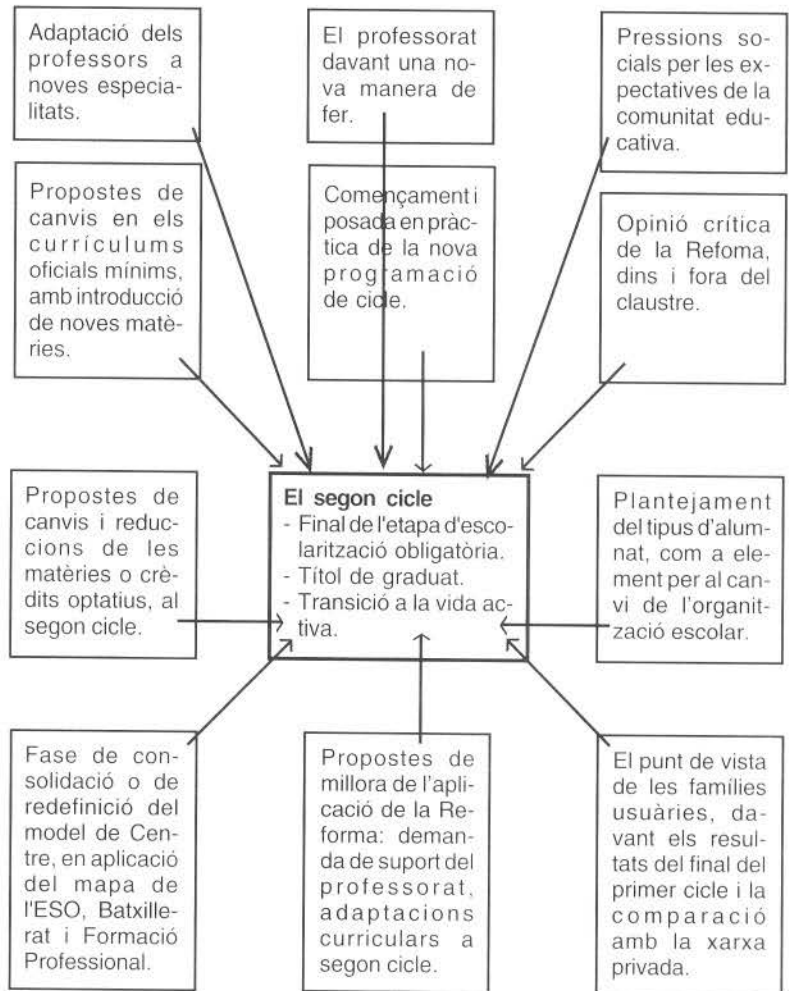 Adaptació dels
professors a
noves especia-
litats.
El professorat
davant una no-
va manera de
fer.
Pressions so-
cials per les ex-
pectatives de la
comunitat edu-
cativa.
Propostes de
canvis en els
currículums
oficials mínims,
amb introducció
de noves matè-
ries.
Començament i
posada en pràc-
tica de la nova
programació
de cicle.
Opinió crítica
de la Refoma,
dins i fora del
claustre.
Propostes de
canvis i reduc-
cions de les
matèries o crè-
dits optatius, al
segon cicle.
El segon cicle
- Final de l'etapa d'esco-
larització obligatòria.
- Títol de graduat.
- Transició a la vida ac-
tiva.
Plantejament
del tipus d'alum-
nat, com a ele-
ment per al can-
vi de l'organit-
zació escolar.
Fase de con-
solidació o de
redefinició del
model de Cen-
tre, en aplicació
del mapa de
l'ESO, Batxille-
rat i Formació
Professional.
Propostes de
millora de l'apli-
cació de la Re-
forma: deman-
da de suport del
professorat,
adaptacions
curriculars a
segon cicle.
El punt de vista
de les famílies
usuàries, da-
vant els resul-
tats del final del
primer cicle i la
comparació
amb la xarxa
privada.